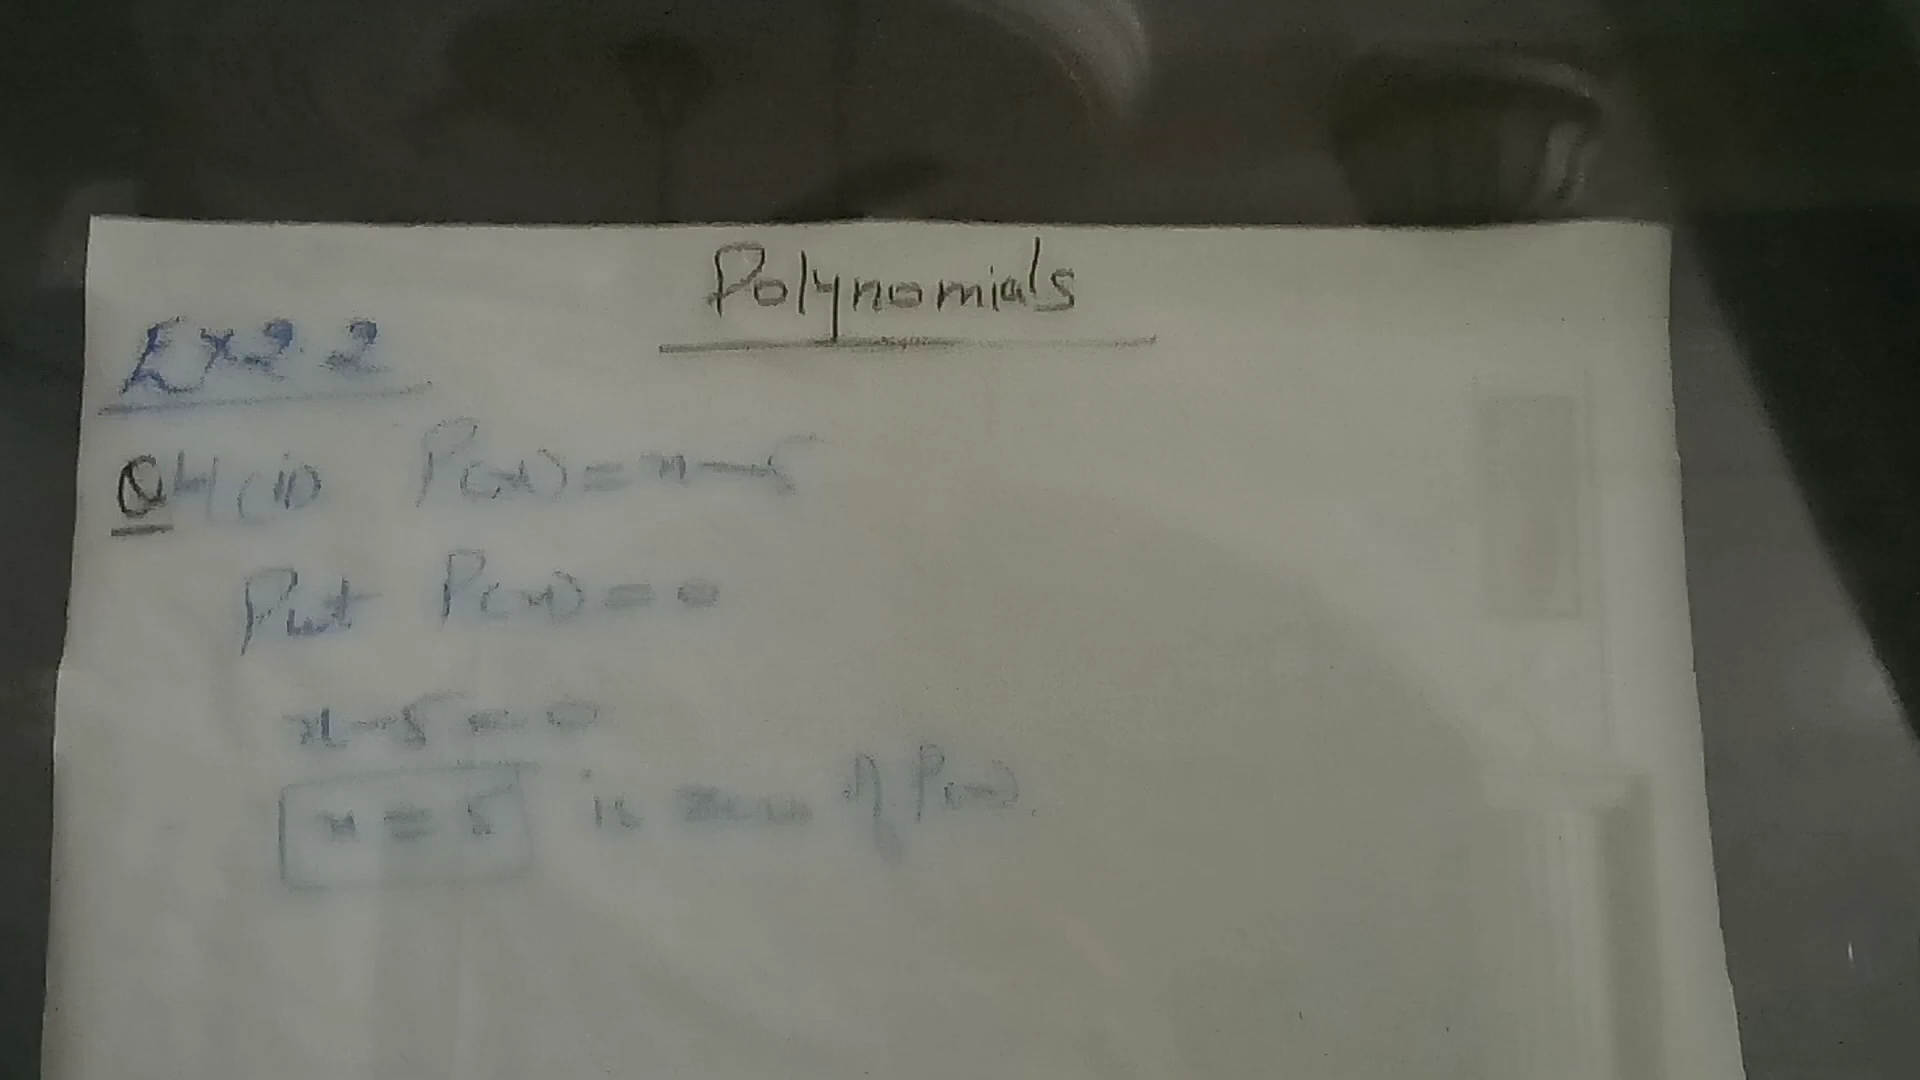 Polynomials
Ex 2.2
Q4(ii) P(x) = x - 5
Put P(x) = 0
x - 5 = 0
x = 5 is zero of P(x).